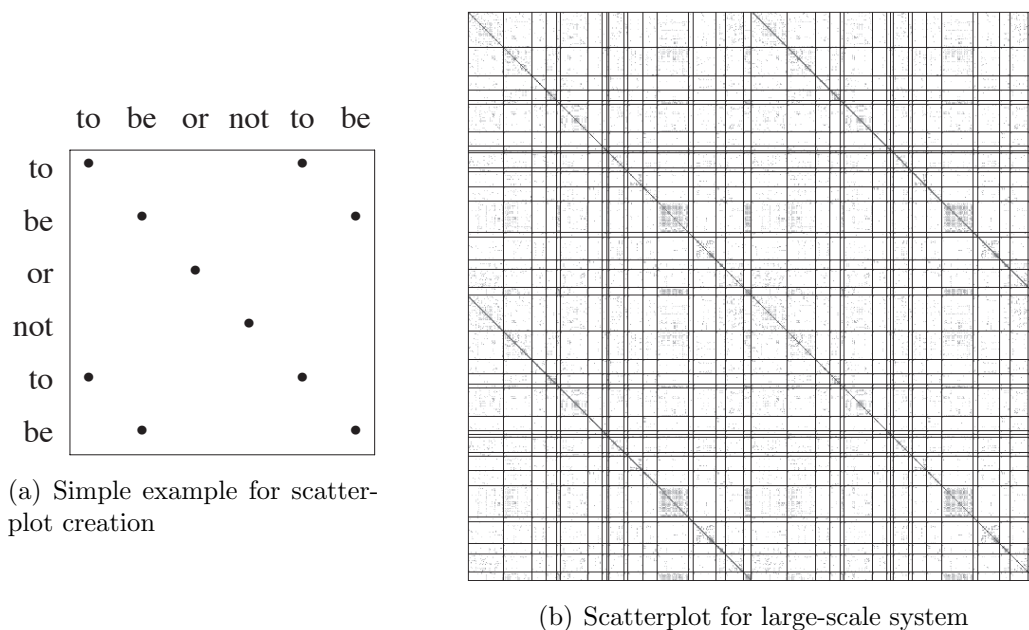 to be or not to be
to
be
or
not
to
be
(a) Simple example for scatter-
plot creation
(b) Scatterplot for large-scale system